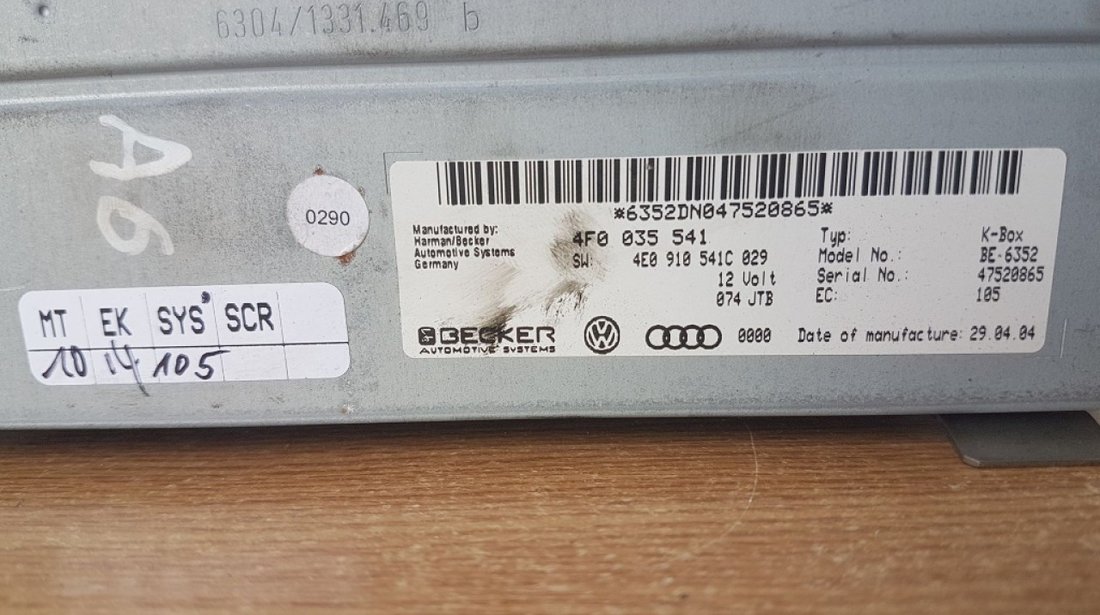 6304/1331.469 b
A6
0290
MT EK SYS SCR
10 14 105
*6352DN047520865*
Manufactured by:
Harman/Becker
Automotive Systems
Germany
4F0 035 541
SW: 4E0 910 541C 029
12 Volt
074 JTB
Typ: K-Box
Model No.: BE-6352
Serial No.: 47520865
EC: 105
BECKER
AUTOMOTIVE SYSTEMS
VW
0000
Date of manufacture: 29.04.04